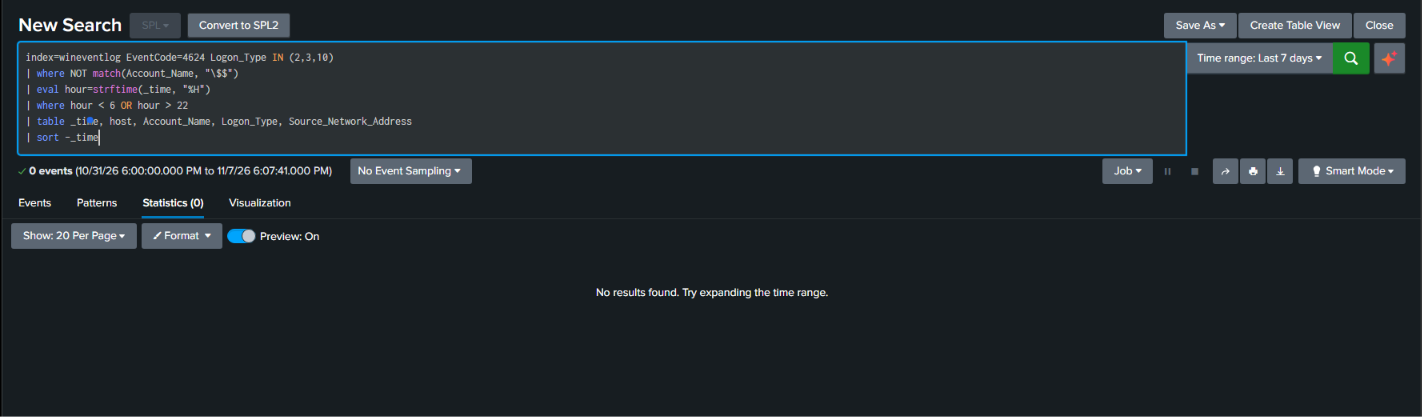 New Search SPL Convert to SPL2 Save As Create Table View Close
index=wineventlog EventCode=4624 Logon_Type IN (2,3,10)
| where NOT match(Account_Name, "\$$")
| eval hour=strftime(_time, "%H")
| where hour < 6 OR hour > 22
| table _time, host, Account_Name, Logon_Type, Source_Network_Address
| sort -_time
Time range: Last 7 days
0 events (10/31/26 6:00:00.000 PM to 11/7/26 6:07:41.000 PM) No Event Sampling Job Smart Mode
Events Patterns Statistics (0) Visualization
Show: 20 Per Page Format Preview: On
No results found. Try expanding the time range.